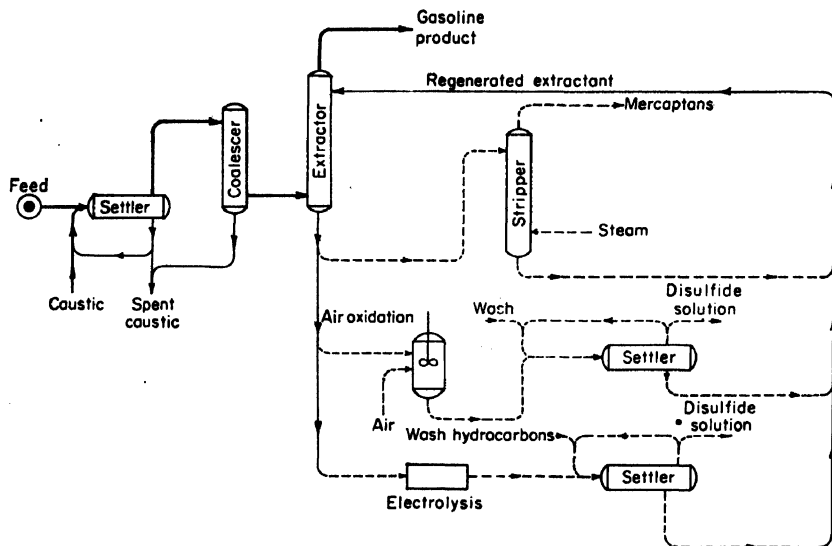 Gasoline
product
Regenerated extractant
Mercaptans
Coalescer
Extractor
Stripper
Feed
Settler
Steam
Caustic
Spent
caustic
Air oxidation
Wash
Disulfide
solution
Settler
Air
Wash hydrocarbons
Disulfide
solution
Settler
Electrolysis